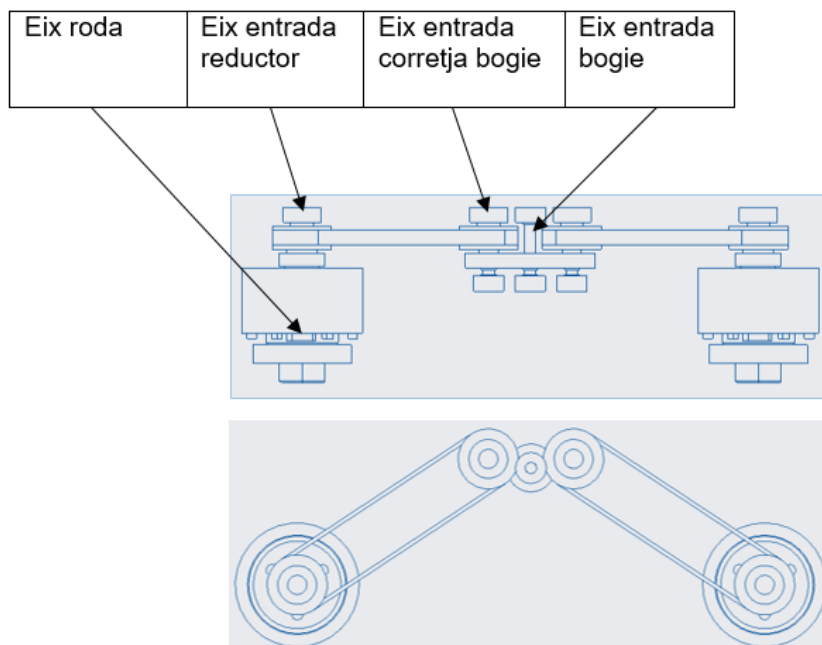 Eix roda
Eix entrada
reductor
Eix entrada
corretja bogie
Eix entrada
bogie